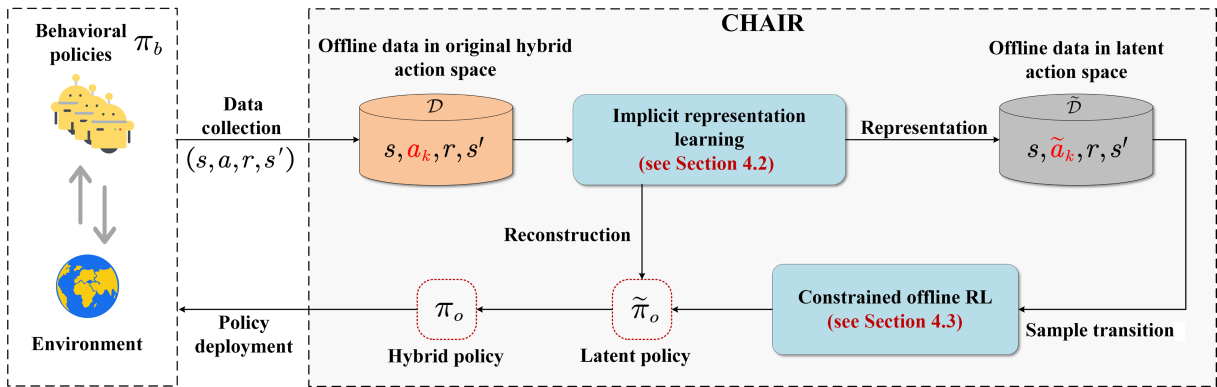 CHAIR
Behavioral
policies
π_b
Environment
Data
collection
(s, a, r, s′)
Offline data in original hybrid
action space
𝒟
s, a_k, r, s′
Implicit representation
learning
(see Section 4.2)
Representation
Offline data in latent
action space
𝒟̃
s, ã_k, r, s′
Reconstruction
Constrained offline RL
(see Section 4.3)
Sample transition
π̃_o
Latent policy
π_o
Hybrid policy
Policy
deployment